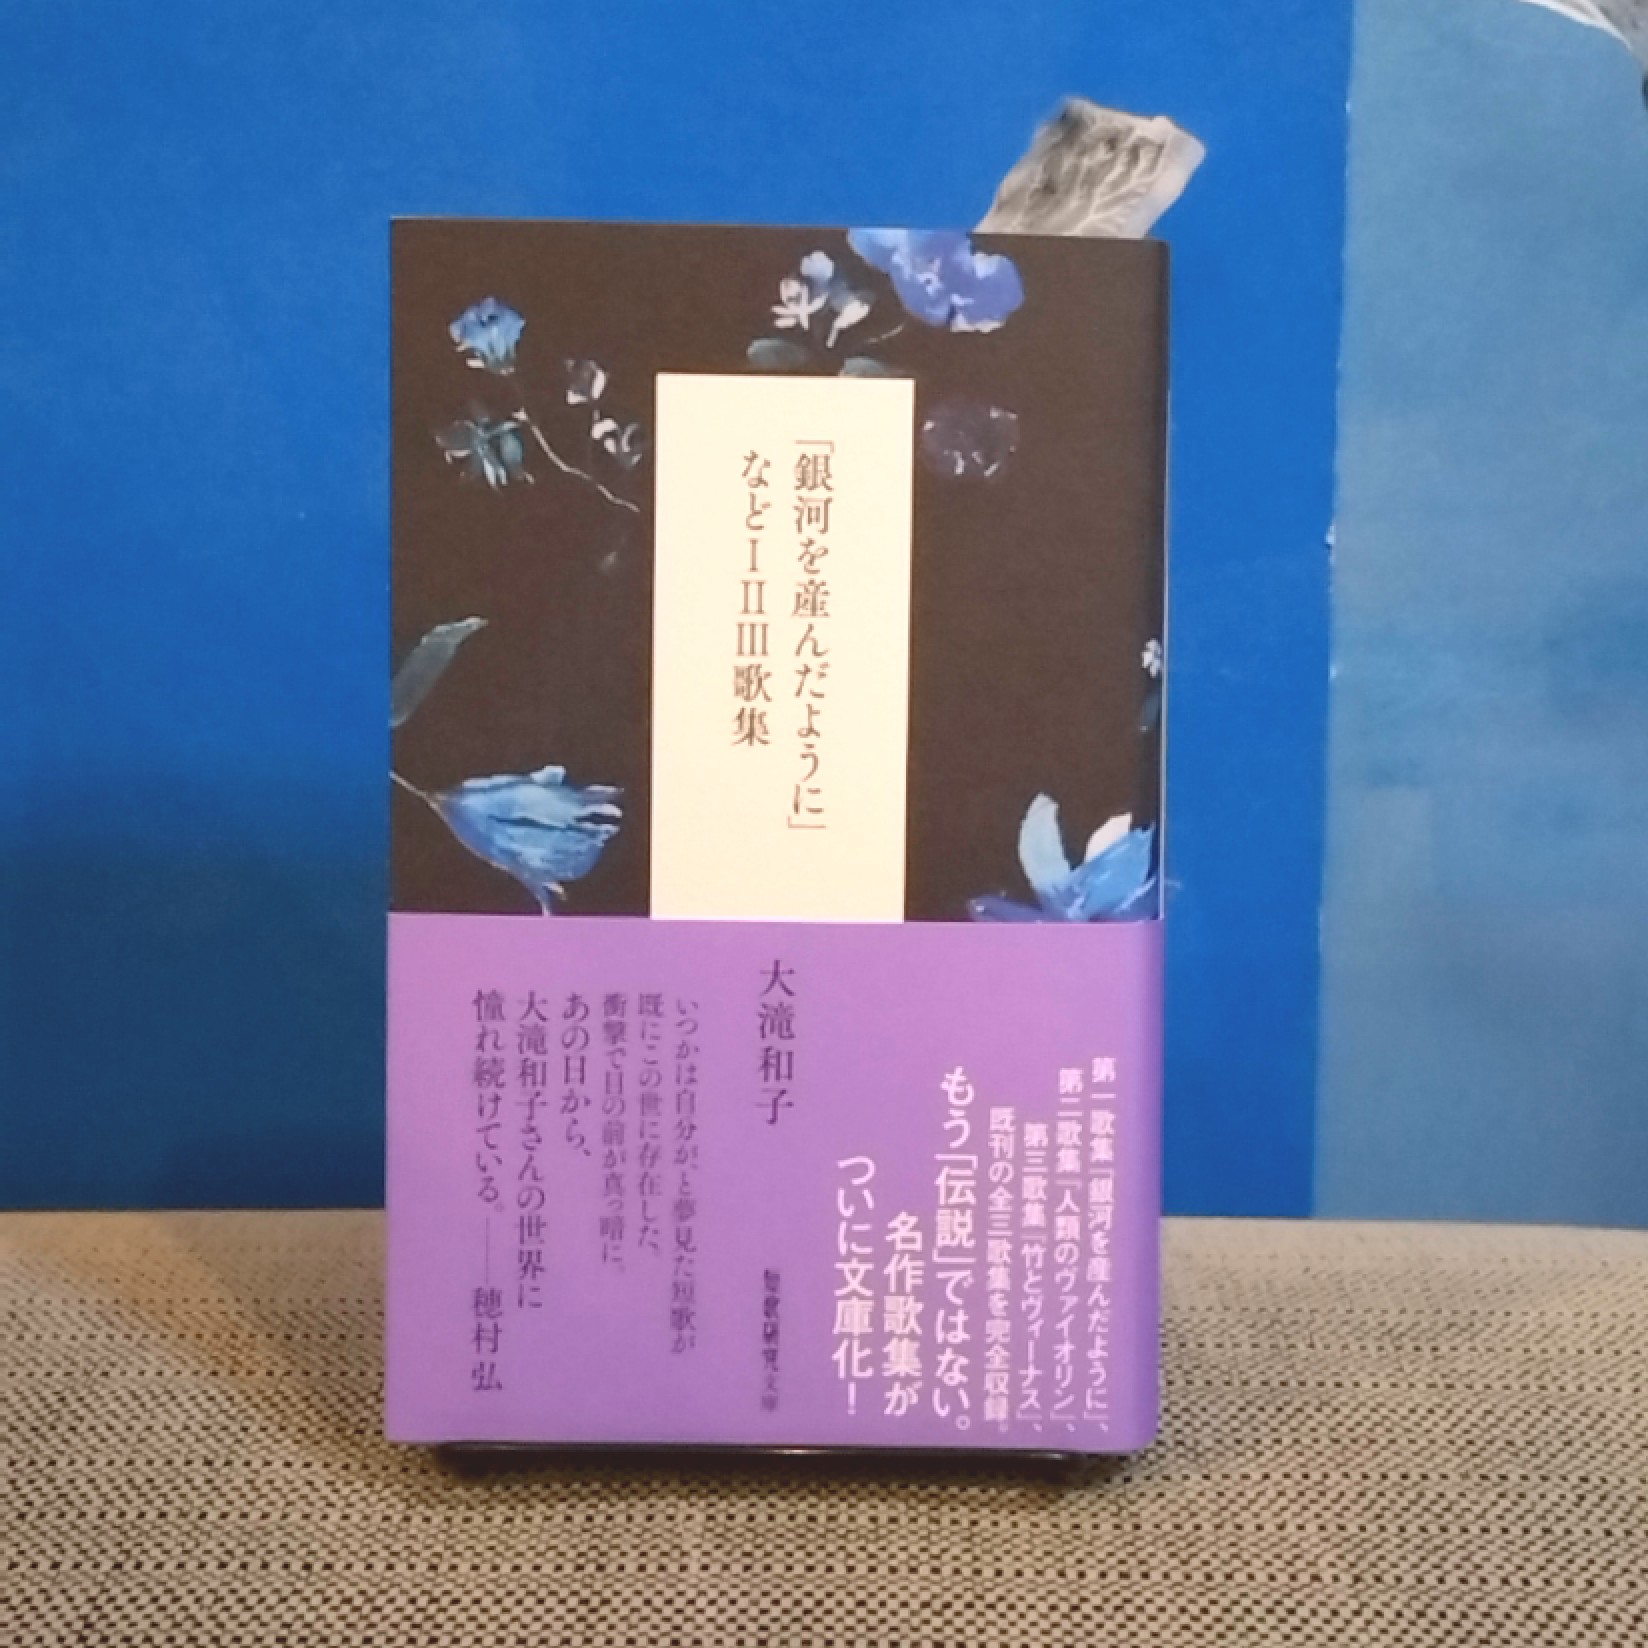 「銀河を産んだように」
などⅠⅡⅢ歌集
大滝和子
第一歌集『銀河を産んだように』、
第二歌集『人類のヴァイオリン』、
第三歌集『竹とヴィーナス』、
既刊の全三歌集を完全収録。
もう「伝説」ではない。
名作歌集が
ついに文庫化！
短歌研究文庫
いつかは自分が、と夢見た短歌が
既にこの世に存在した、
衝撃で目の前が真っ暗に。
あの日から、
大滝和子さんの世界に
憧れ続けている。――穂村弘